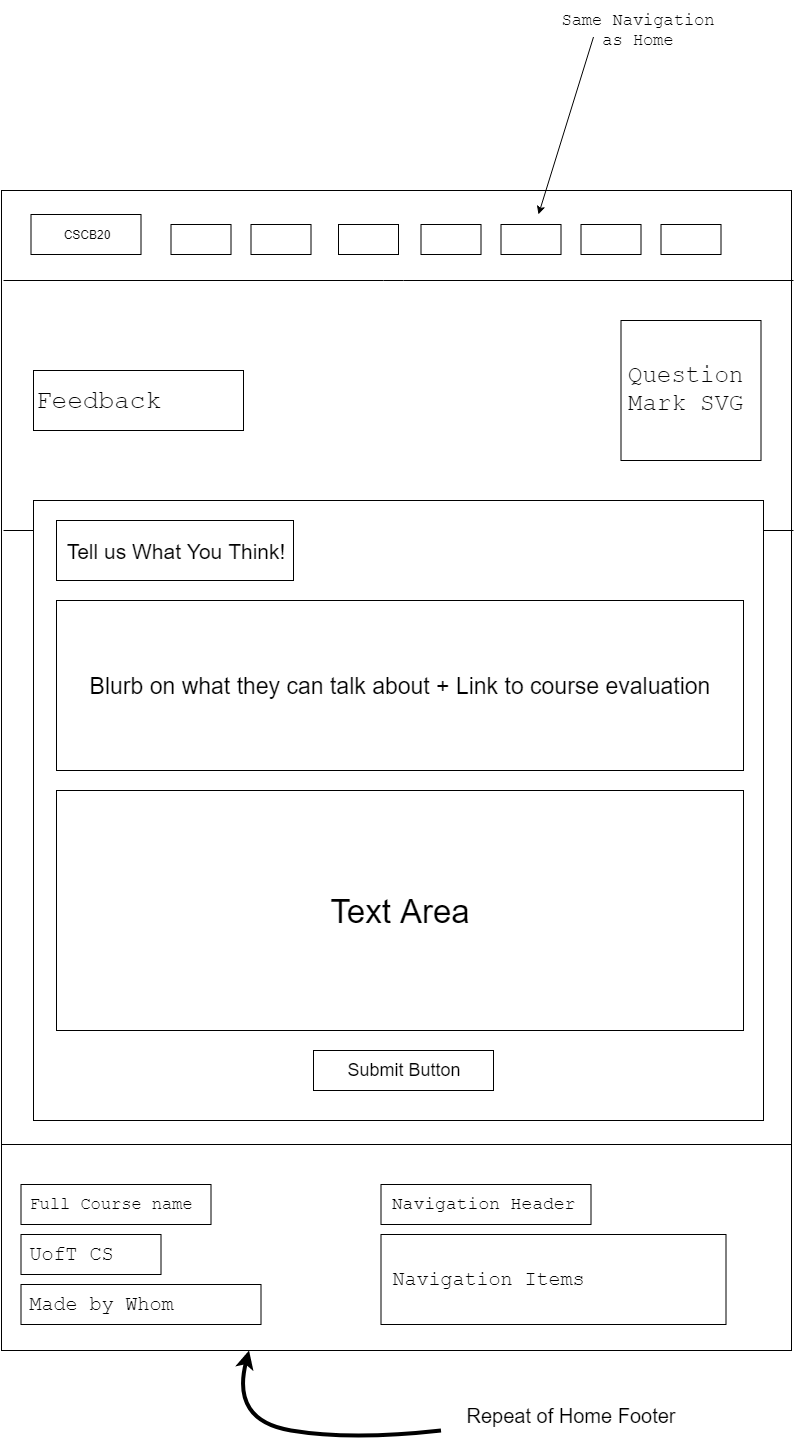 Same Navigation
as Home
CSCB20
Feedback
Question
Mark SVG
Tell us What You Think!
Blurb on what they can talk about + Link to course evaluation
Text Area
Submit Button
Full Course name
Navigation Header
UofT CS
Navigation Items
Made by Whom
Repeat of Home Footer